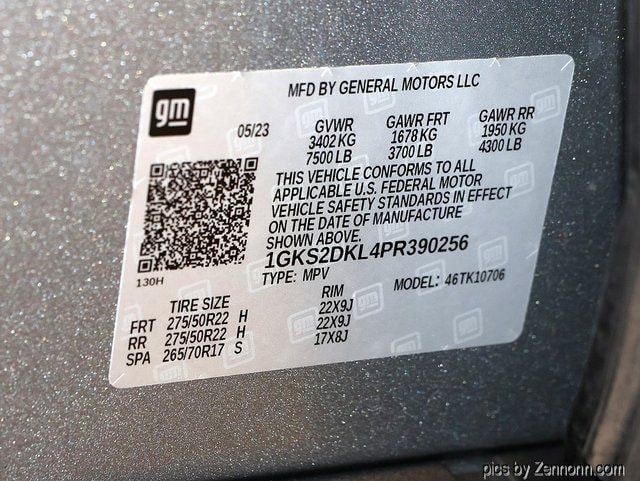 MFD BY GENERAL MOTORS LLC
gm
05/23
GVWR
3402 KG
7500 LB
GAWR FRT
1678 KG
3700 LB
GAWR RR
1950 KG
4300 LB
THIS VEHICLE CONFORMS TO ALL
APPLICABLE U.S. FEDERAL MOTOR
VEHICLE SAFETY STANDARDS IN EFFECT
ON THE DATE OF MANUFACTURE
SHOWN ABOVE.
1GKS2DKL4PR390256
TYPE: MPV
MODEL: 46TK10706
130H
TIRE SIZE RIM
FRT 275/50R22 H 22X9J
RR 275/50R22 H 22X9J
SPA 265/70R17 S 17X8J
pics by Zennonn.com